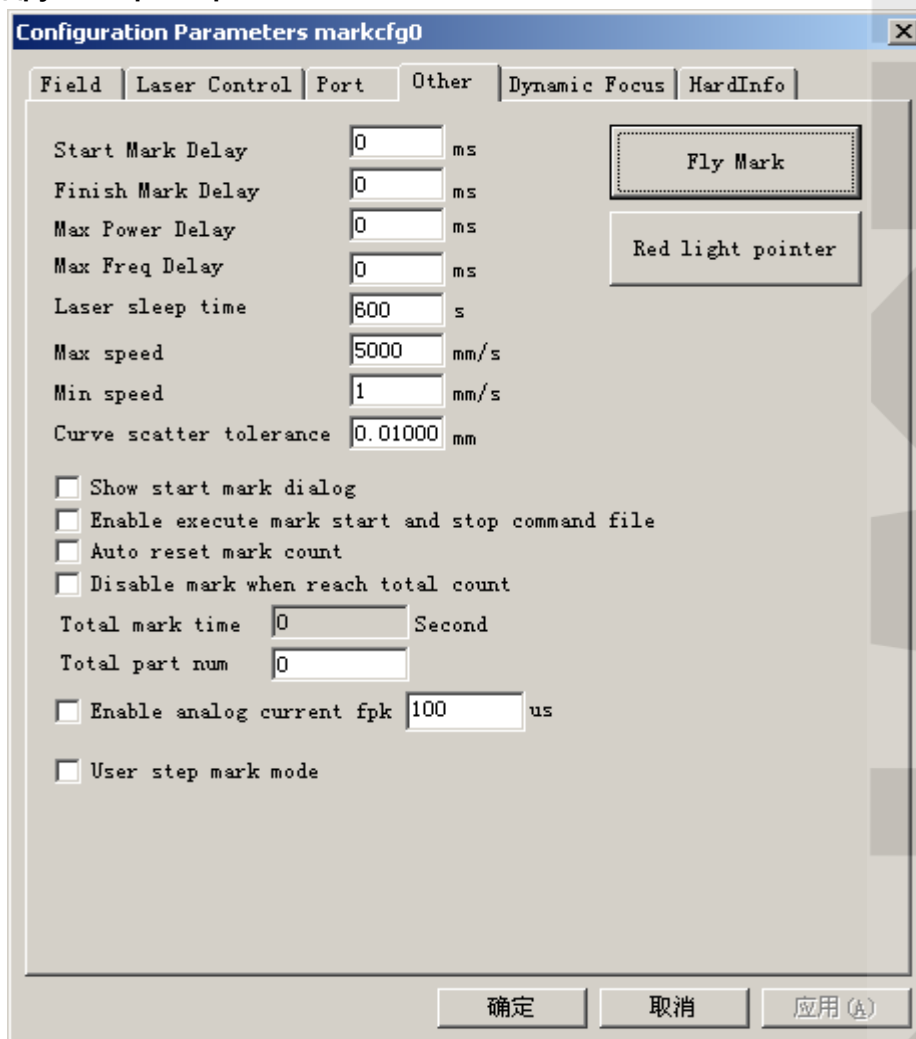 Configuration Parameters markcfg0
Field Laser Control Port Other Dynamic Focus HardInfo
Start Mark Delay 0 ms
Fly Mark
Finish Mark Delay 0 ms
Max Power Delay 0 ms
Red light pointer
Max Freq Delay 0 ms
Laser sleep time 600 s
Max speed 5000 mm/s
Min speed 1 mm/s
Curve scatter tolerance 0.01000 mm
Show start mark dialog
Enable execute mark start and stop command file
Auto reset mark count
Disable mark when reach total count
Total mark time 0 Second
Total part num 0
Enable analog current fpk 100 us
User step mark mode
确定 取消 应用(A)